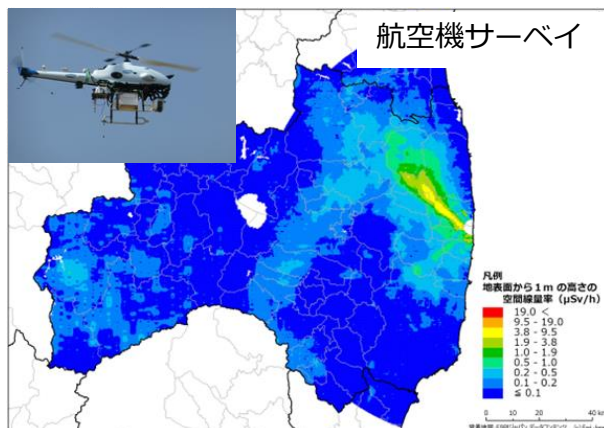 航空機サーベイ
凡例
地表面から1m の高さの
空間線量率（μSv/h）
19.0 ＜
9.5 - 19.0
3.8 - 9.5
1.9 - 3.8
1.0 - 1.9
0.5 - 1.0
0.2 - 0.5
0.1 - 0.2
≦ 0.1
0 10 20 40 km